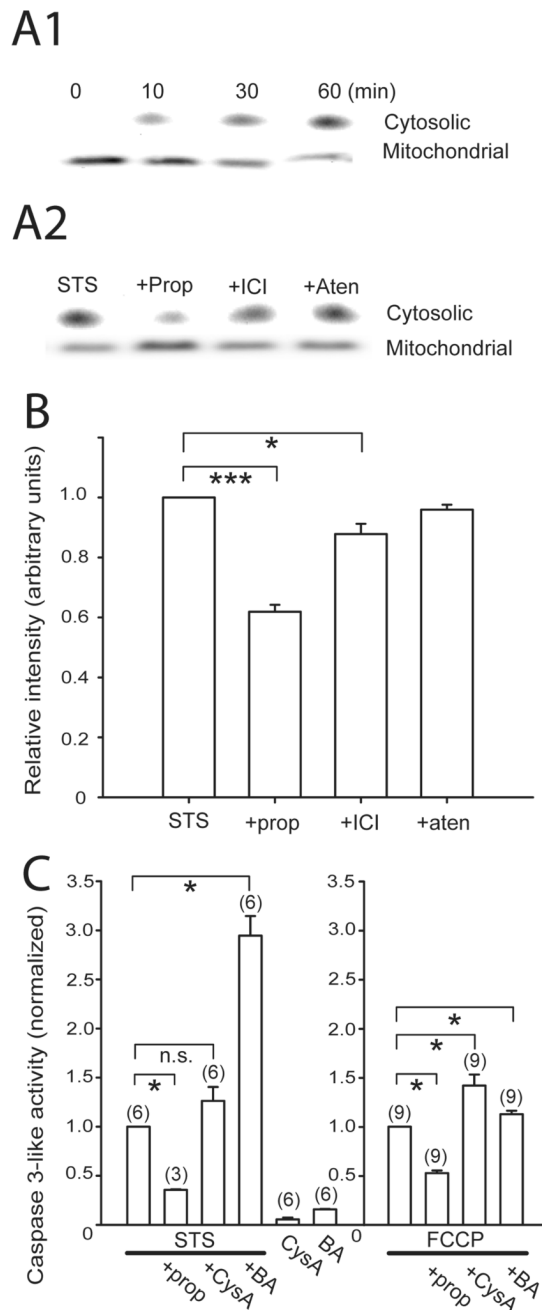 A1
0 10 30 60 (min)
Cytosolic
Mitochondrial
A2
STS +Prop +ICI +Aten
Cytosolic
Mitochondrial
B
*
***
Relative intensity (arbitrary units)
1.0
0.8
0.6
0.4
0.2
0
STS +prop +ICI +aten
C
Caspase 3-like activity (normalized)
3.5
3.0
2.5
2.0
1.5
1.0
0.5
0
*
n.s.
*
(6) (3) (6) (6) (6) (6)
STS
+prop +CysA +BA CysA BA
3.5
3.0
2.5
2.0
1.5
1.0
0.5
0
*
*
*
(9) (9) (9) (9)
FCCP
+prop +CysA +BA